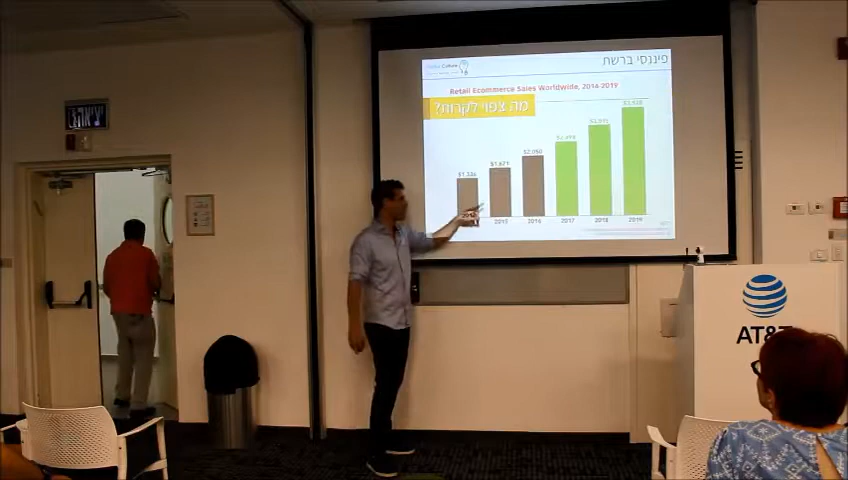 פיננסי ברשת
Retail Ecommerce Sales Worldwide, 2014-2019
מה צפוי לקרות?
$3,578
$3,015
$2,498
$2,050
$1,671
$1,336
2014 2015 2016 2017 2018 2019
יציאה
AT&T